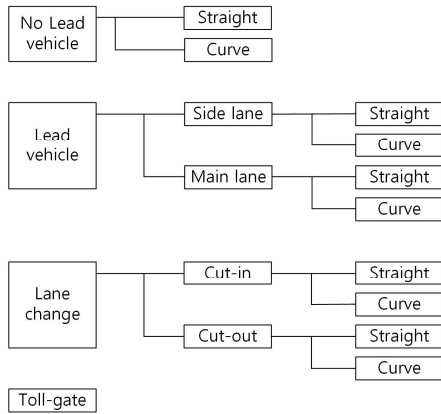 No Lead
vehicle
Straight
Curve
Lead
vehicle
Side lane
Straight
Curve
Main lane
Straight
Curve
Lane
change
Cut-in
Straight
Curve
Cut-out
Straight
Curve
Toll-gate